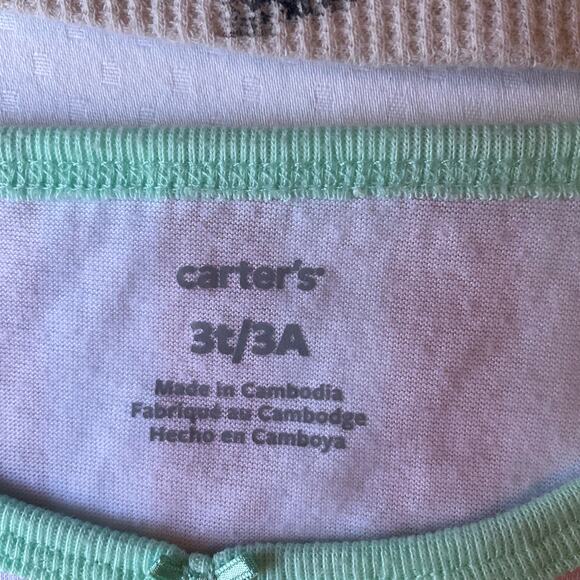 carter's
3t/3A
Made in Cambodia
Fabriqué au Cambodge
Hecho en Camboya